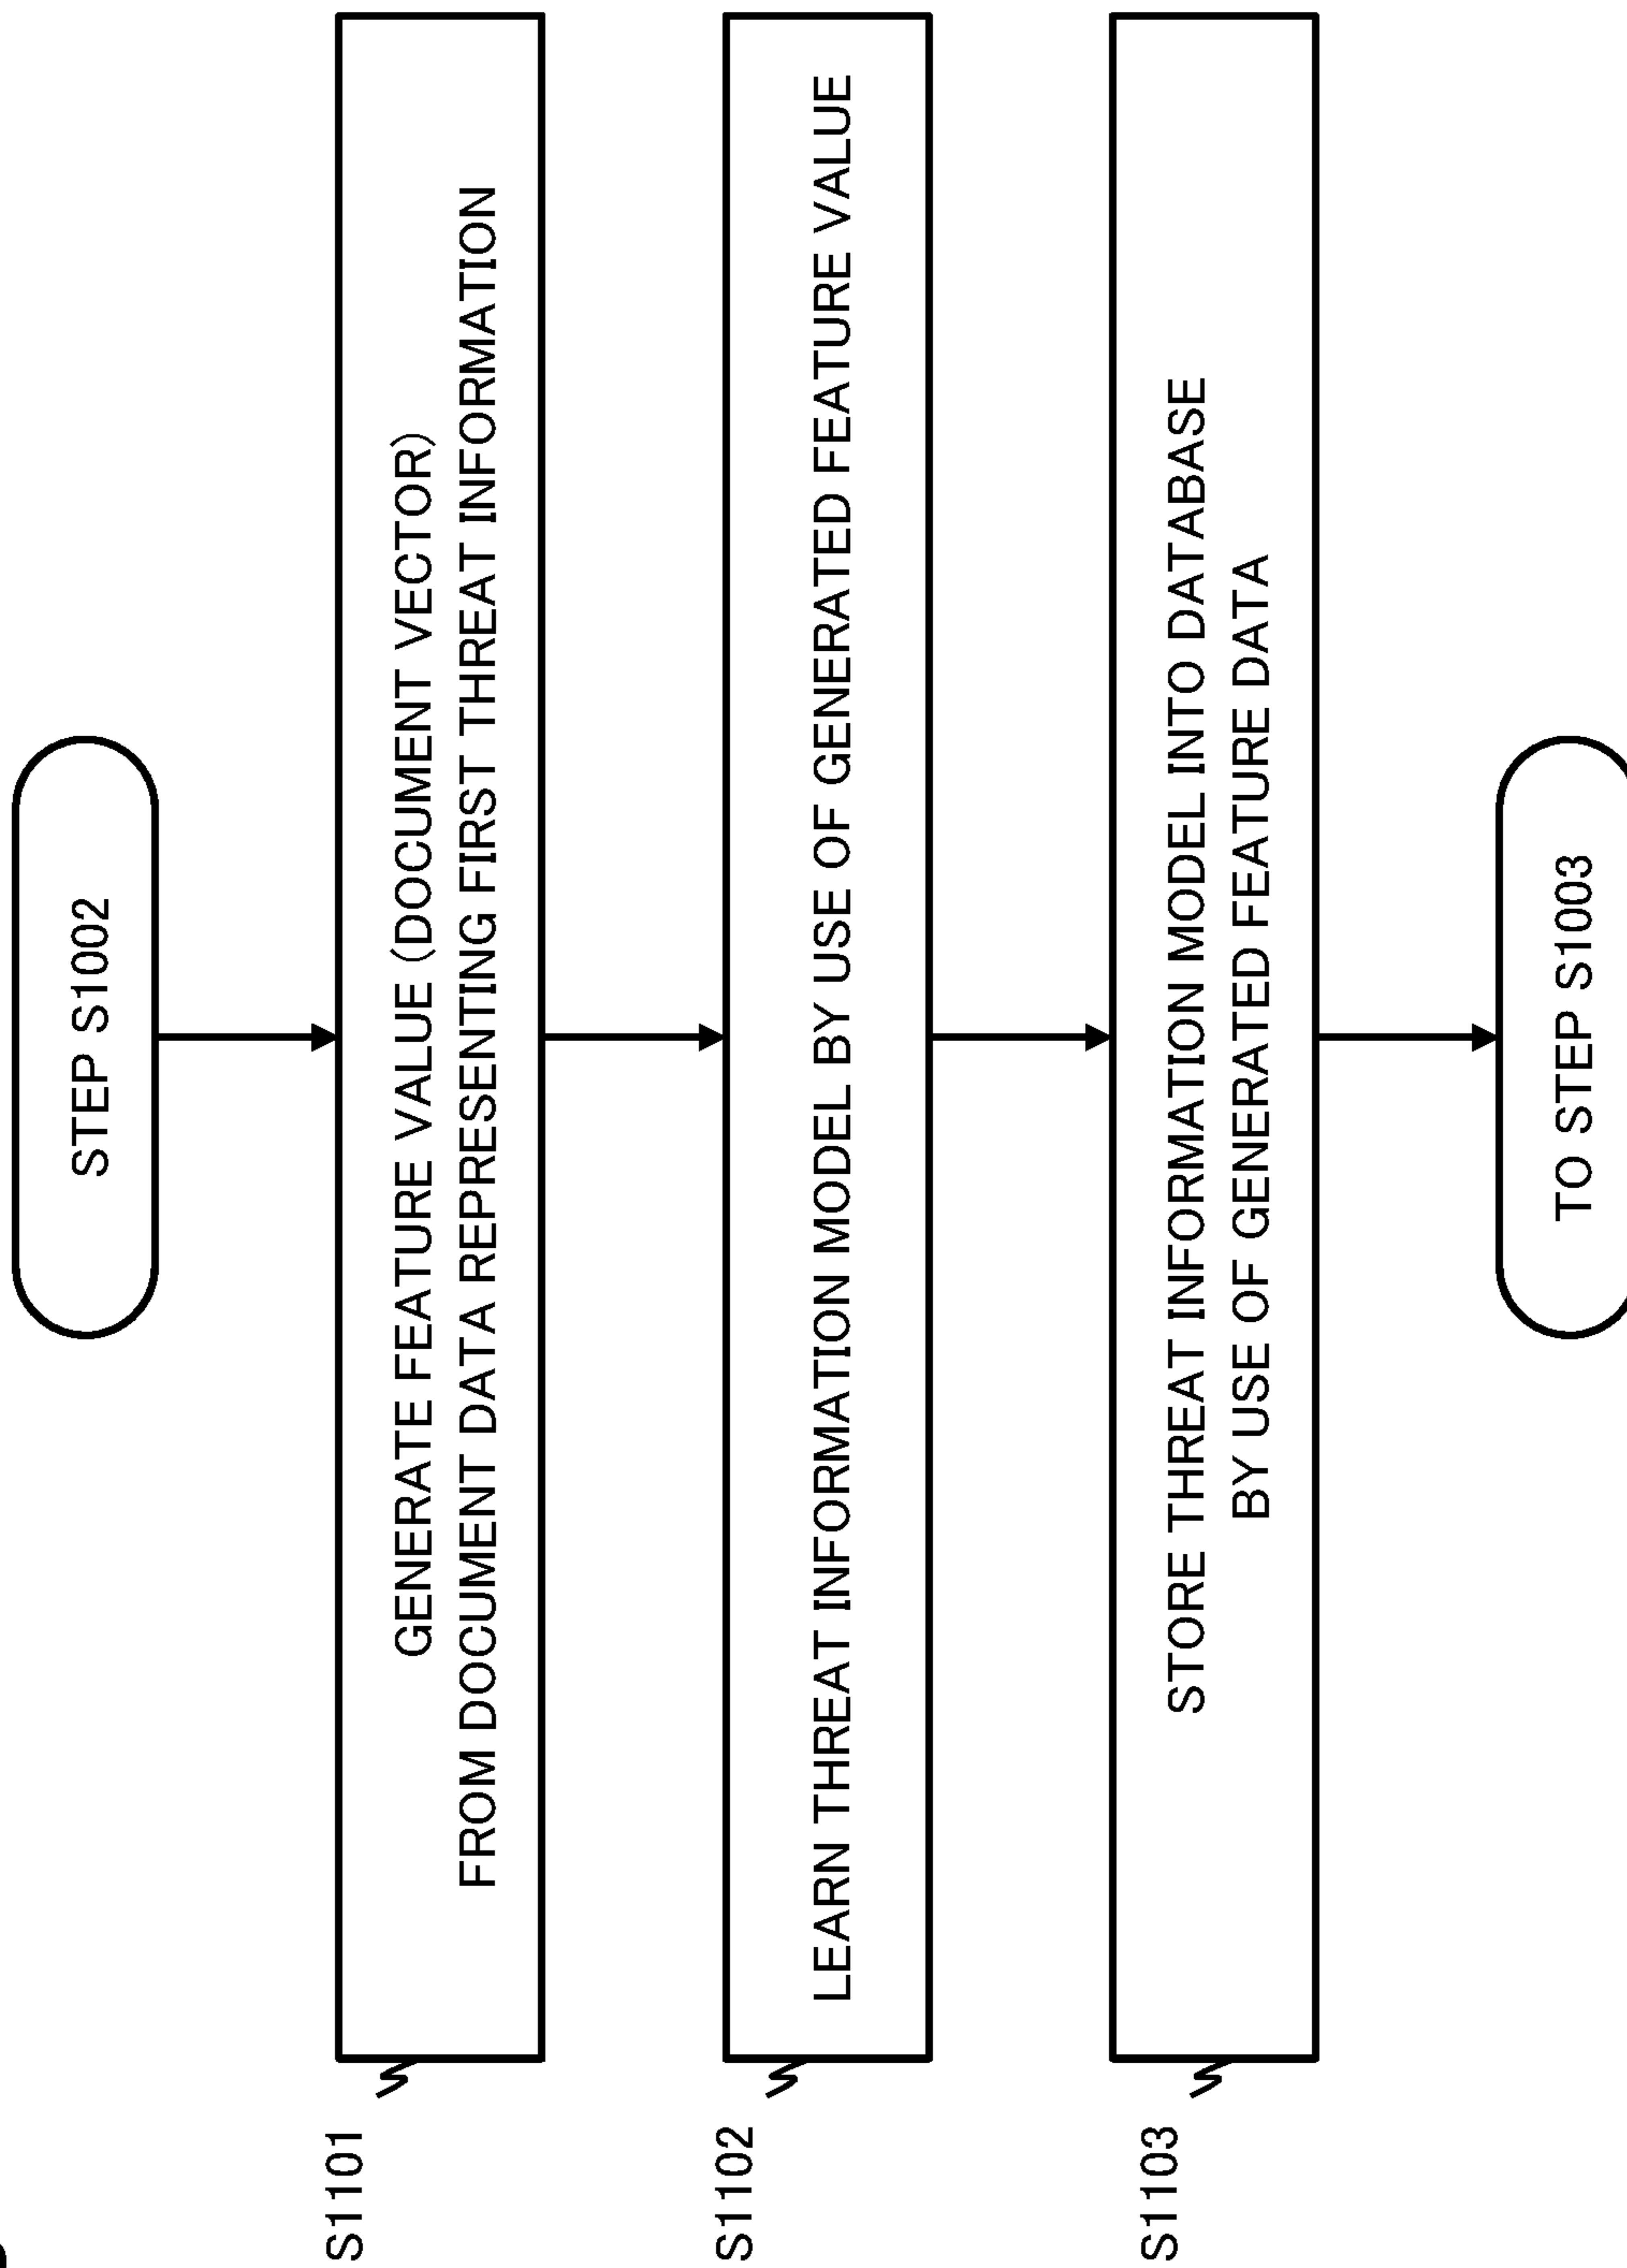 STEP S1002
S1101
GENERATE FEATURE VALUE (DOCUMENT VECTOR)
FROM DOCUMENT DATA REPRESENTING FIRST THREAT INFORMATION
S1102
LEARN THREAT INFORMATION MODEL BY USE OF GENERATED FEATURE VALUE
S1103
STORE THREAT INFORMATION MODEL INTO DATABASE
BY USE OF GENERATED FEATURE DATA
TO STEP S1003